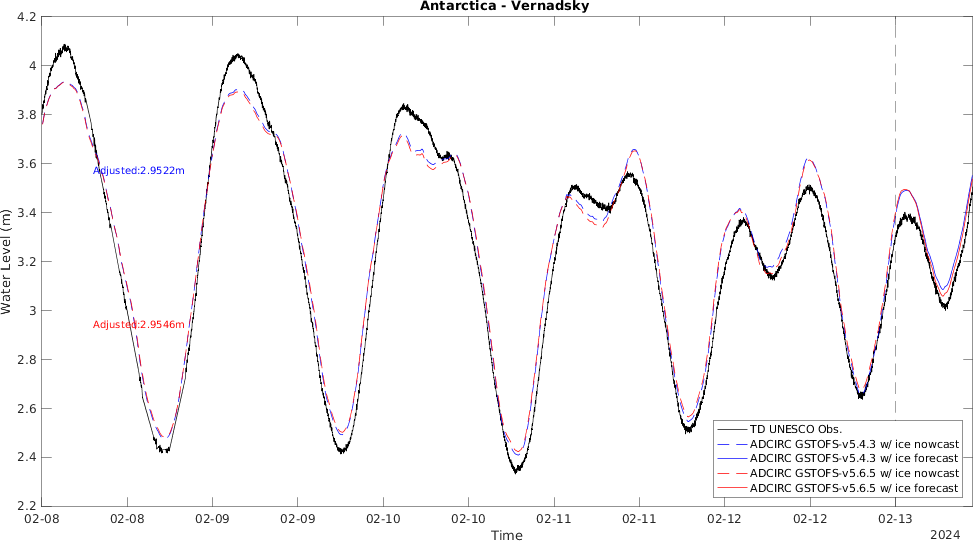 Antarctica - Vernadsky
4.2
4
3.8
3.6
3.4
3.2
3
2.8
2.6
2.4
2.2
Water Level (m)
Adjusted:2.9522m
Adjusted:2.9546m
TD UNESCO Obs.
ADCIRC GSTOFS-v5.4.3 w/ ice nowcast
ADCIRC GSTOFS-v5.4.3 w/ ice forecast
ADCIRC GSTOFS-v5.6.5 w/ ice nowcast
ADCIRC GSTOFS-v5.6.5 w/ ice forecast
02-08 02-08 02-09 02-09 02-10 02-10 02-11 02-11 02-12 02-12 02-13
Time
2024